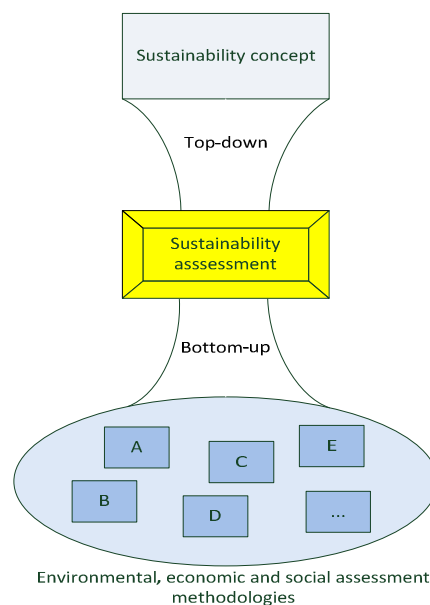 Sustainability concept
Top-down
Sustainability
asssessment
Bottom-up
A
C
E
B
D
...
Environmental, economic and social assessment
methodologies